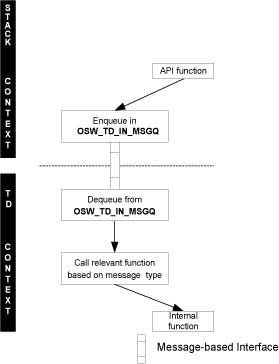 STACK CONTEXT
API function
Enqueue in
OSW_TD_IN_MSGQ
TD CONTEXT
Dequeue from
OSW_TD_IN_MSGQ
Call relevant function
based on message type
Internal
function
Message-based Interface